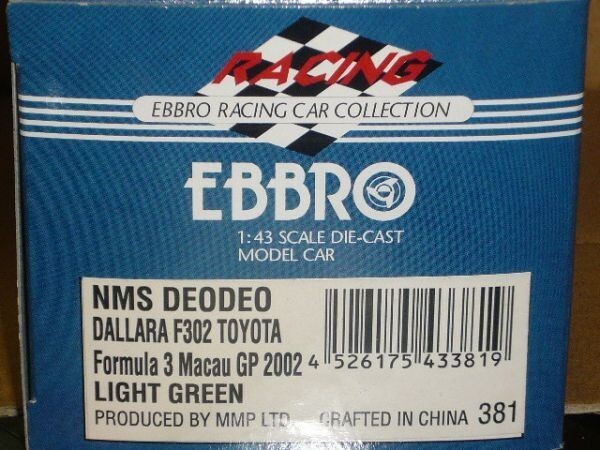 RACING
EBBRO RACING CAR COLLECTION
EBBRO
1:43 SCALE DIE-CAST
MODEL CAR
NMS DEODEO
DALLARA F302 TOYOTA
Formula 3 Macau GP 2002
4 526175 433819
LIGHT GREEN
PRODUCED BY MMP LTD. CRAFTED IN CHINA 381